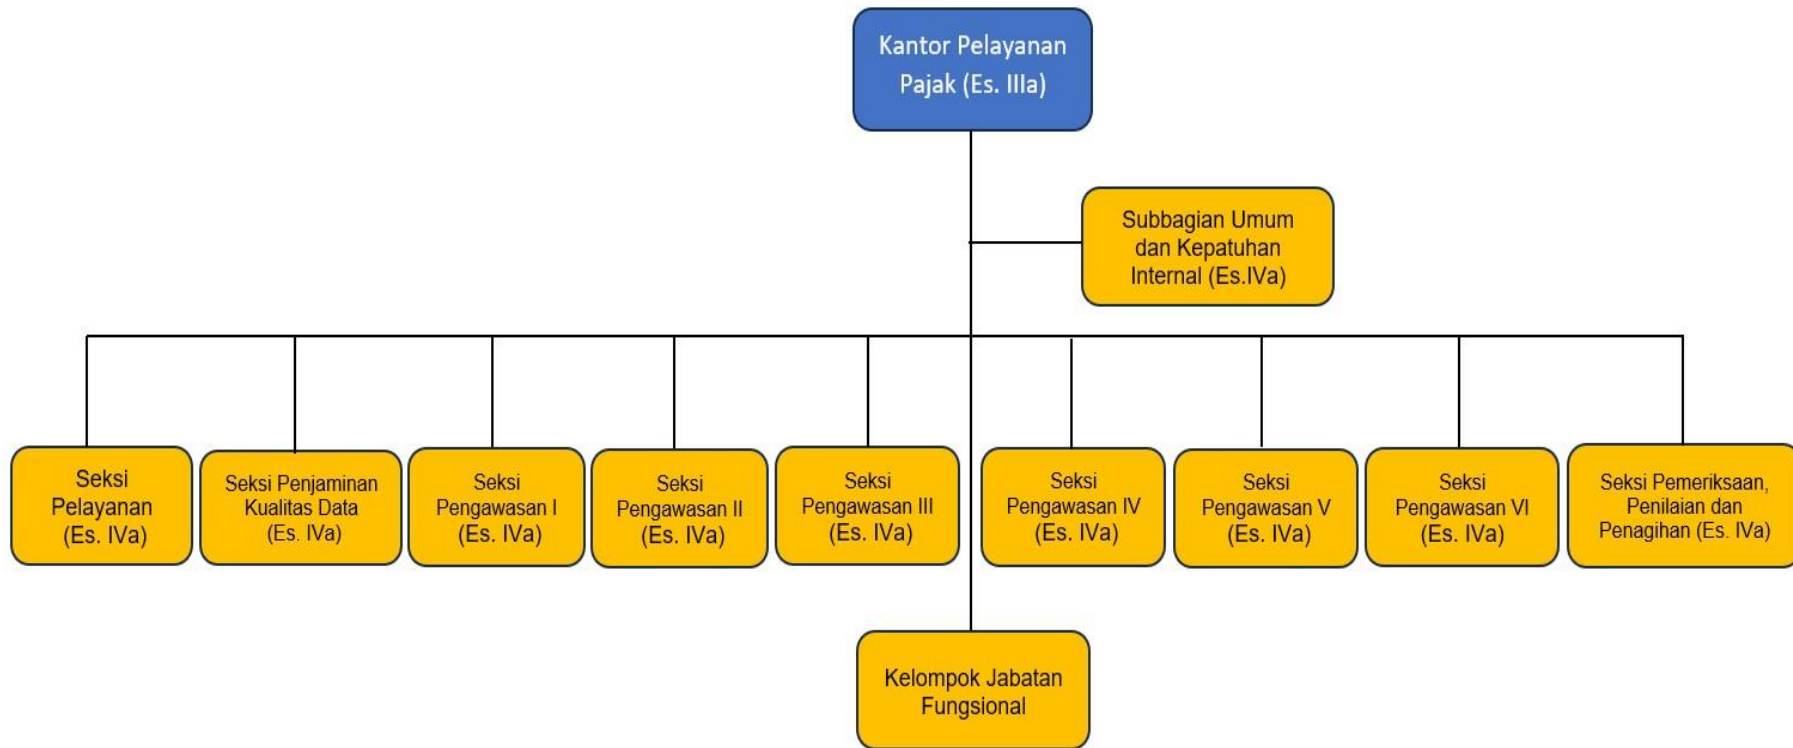 Kantor Pelayanan
Pajak (Es. IIIa)
Subbagian Umum
dan Kepatuhan
Internal (Es.IVa)
Seksi
Pelayanan
(Es. IVa)
Seksi Penjaminan
Kualitas Data
(Es. IVa)
Seksi
Pengawasan I
(Es. IVa)
Seksi
Pengawasan II
(Es. IVa)
Seksi
Pengawasan III
(Es. IVa)
Seksi
Pengawasan IV
(Es. IVa)
Seksi
Pengawasan V
(Es. IVa)
Seksi
Pengawasan VI
(Es. IVa)
Seksi Pemeriksaan,
Penilaian dan
Penagihan (Es. IVa)
Kelompok Jabatan
Fungsional